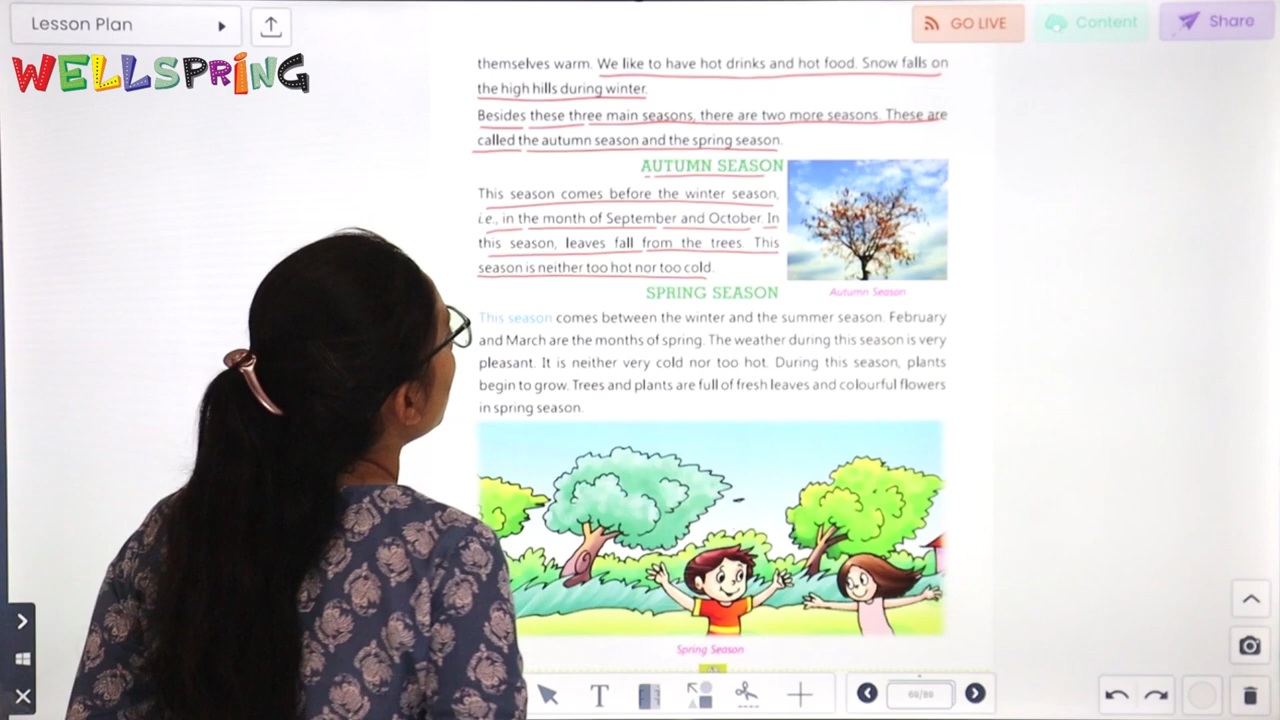 Lesson Plan
GO LIVE
Content
Share
WELLSPRiNG
themselves warm. We like to have hot drinks and hot food. Snow falls on
the high hills during winter.
Besides these three main seasons, there are two more seasons. These are
called the autumn season and the spring season.
AUTUMN SEASON
This season comes before the winter season,
i.e., in the month of September and October. In
this season, leaves fall from the trees. This
season is neither too hot nor too cold.
Autumn Season
SPRING SEASON
This season comes between the winter and the summer season. February
and March are the months of spring. The weather during this season is very
pleasant. It is neither very cold nor too hot. During this season, plants
begin to grow. Trees and plants are full of fresh leaves and colourful flowers
in spring season.
Spring Season
T
69/89